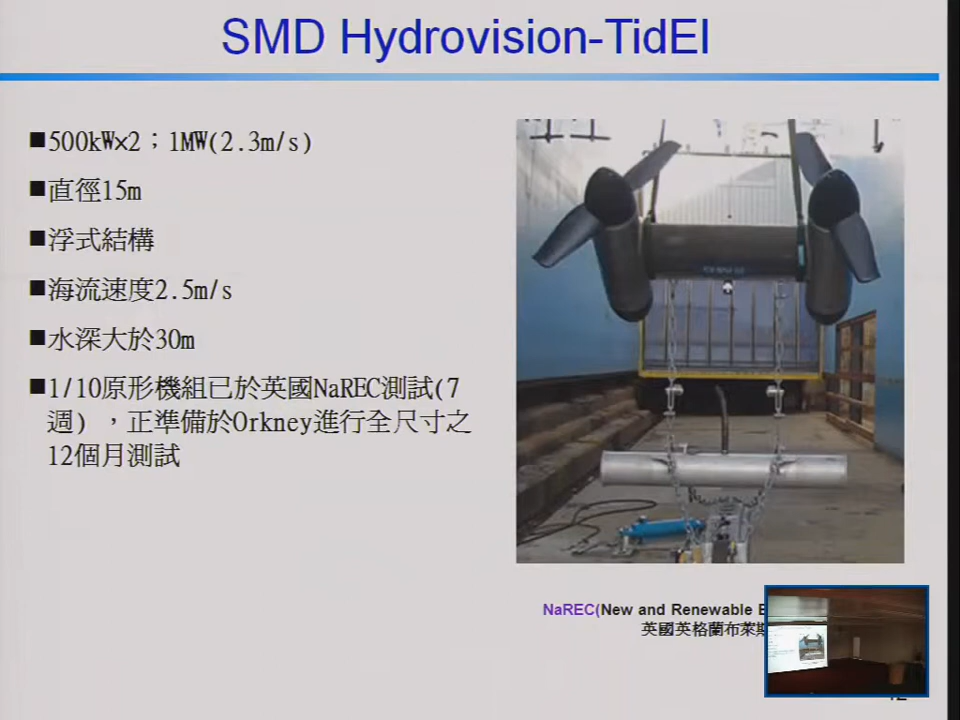 SMD Hydrovision-TidEl
■500kW×2；1MW(2.3m/s)
■直徑15m
■浮式結構
■海流速度2.5m/s
■水深大於30m
■1/10原形機組已於英國NaREC測試(7
週) ，正準備於Orkney進行全尺寸之
12個月測試
NaREC(New and Renewable
英國英格蘭布萊